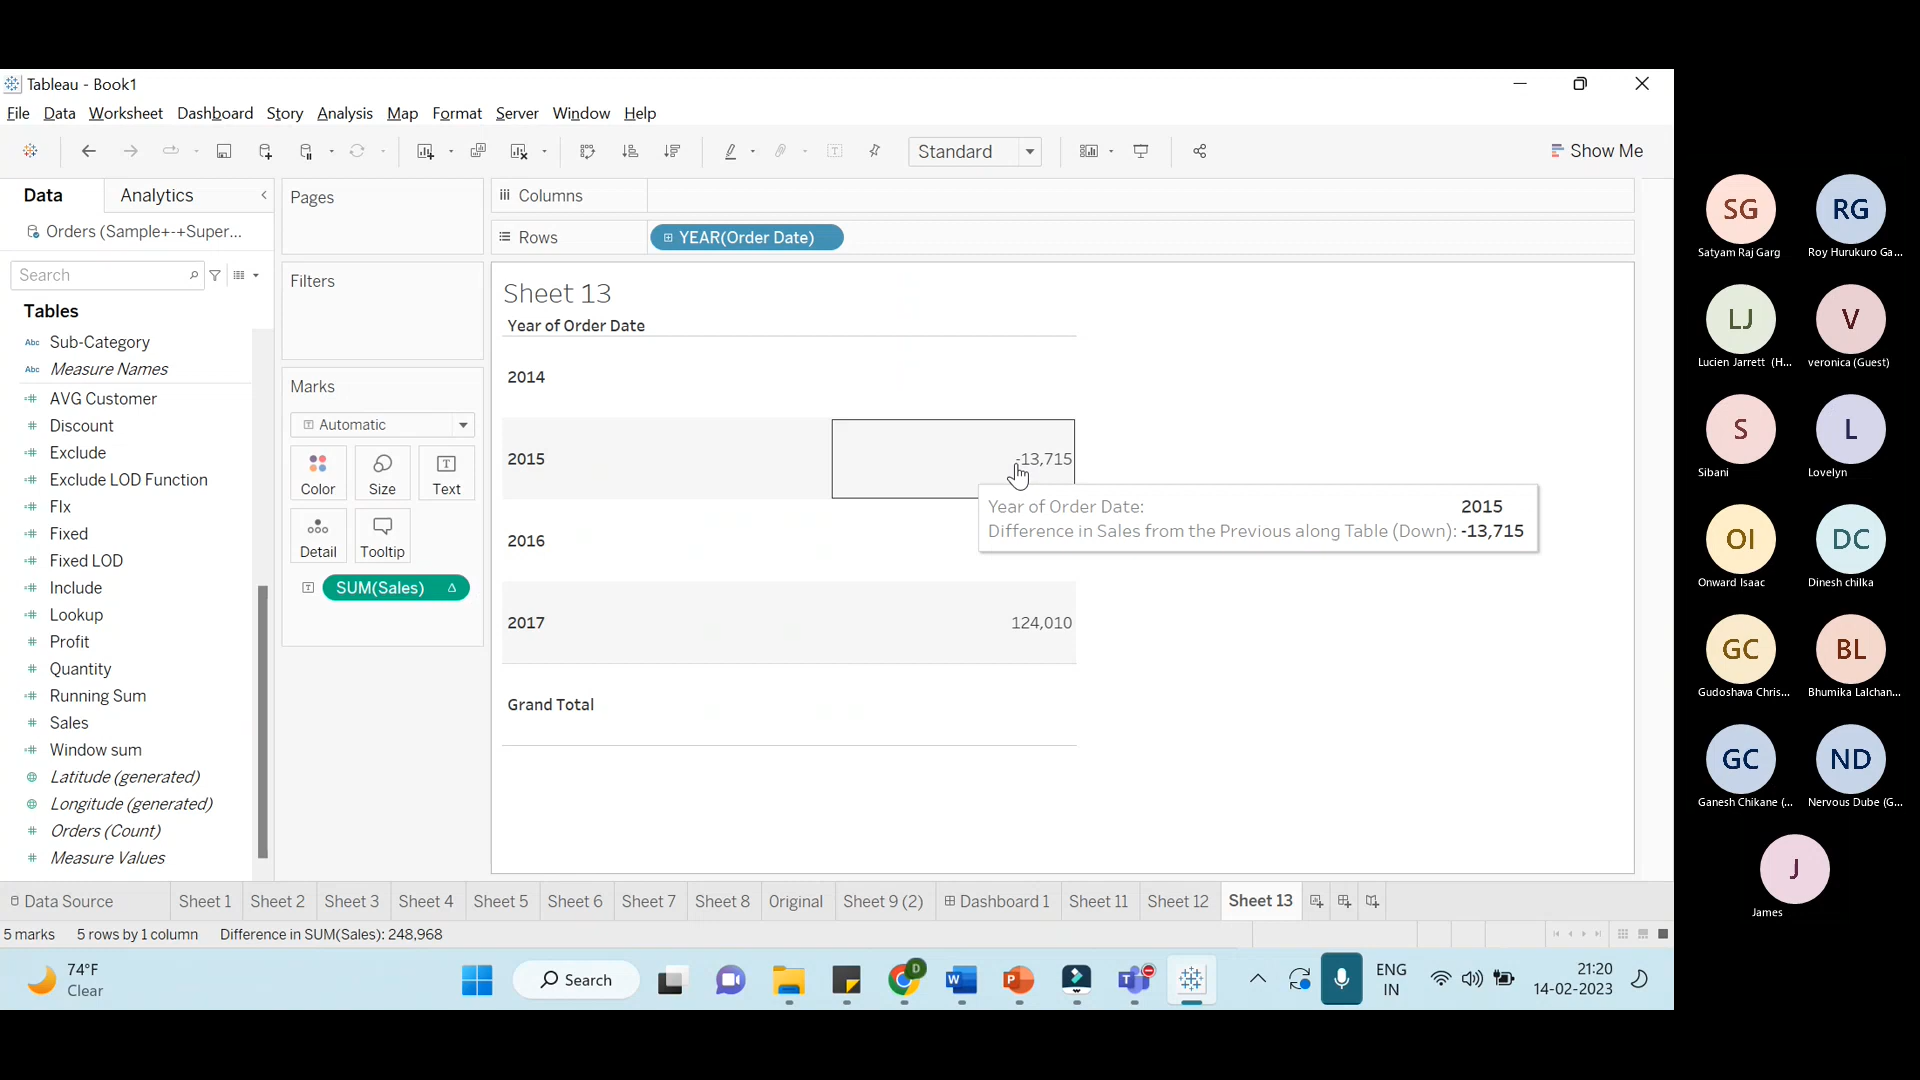 Tableau - Book1
File Data Worksheet Dashboard Story Analysis Map Format Server Window Help
Standard
Show Me
Data Analytics
Orders (Sample+-+Super...
Search
Tables
Abc Sub-Category
Abc Measure Names
AVG Customer
Discount
Exclude
Exclude LOD Function
FIx
Fixed
Fixed LOD
Include
Lookup
Profit
Quantity
Running Sum
Sales
Window sum
Latitude (generated)
Longitude (generated)
Orders (Count)
Measure Values
Pages
Filters
Marks
Automatic
Color Size Text
Detail Tooltip
SUM(Sales)
Columns
Rows YEAR(Order Date)
Sheet 13
Year of Order Date
2014
2015 -13,715
Year of Order Date: 2015
Difference in Sales from the Previous along Table (Down): -13,715
2016
2017 124,010
Grand Total
Data Source Sheet 1 Sheet 2 Sheet 3 Sheet 4 Sheet 5 Sheet 6 Sheet 7 Sheet 8 Original Sheet 9 (2) Dashboard 1 Sheet 11 Sheet 12 Sheet 13
5 marks 5 rows by 1 column Difference in SUM(Sales): 248,968
74°F
Clear
Search
D
ENG
IN
21:20
14-02-2023
SG RG
Satyam Raj Garg Roy Hurukuro Ga...
LJ V
Lucien Jarrett (H... veronica (Guest)
S L
Sibani Lovelyn
OI DC
Onward Isaac Dinesh chilka
GC BL
Gudoshava Chris... Bhumika Lalchan...
GC ND
Ganesh Chikane (... Nervous Dube (G...
J
James